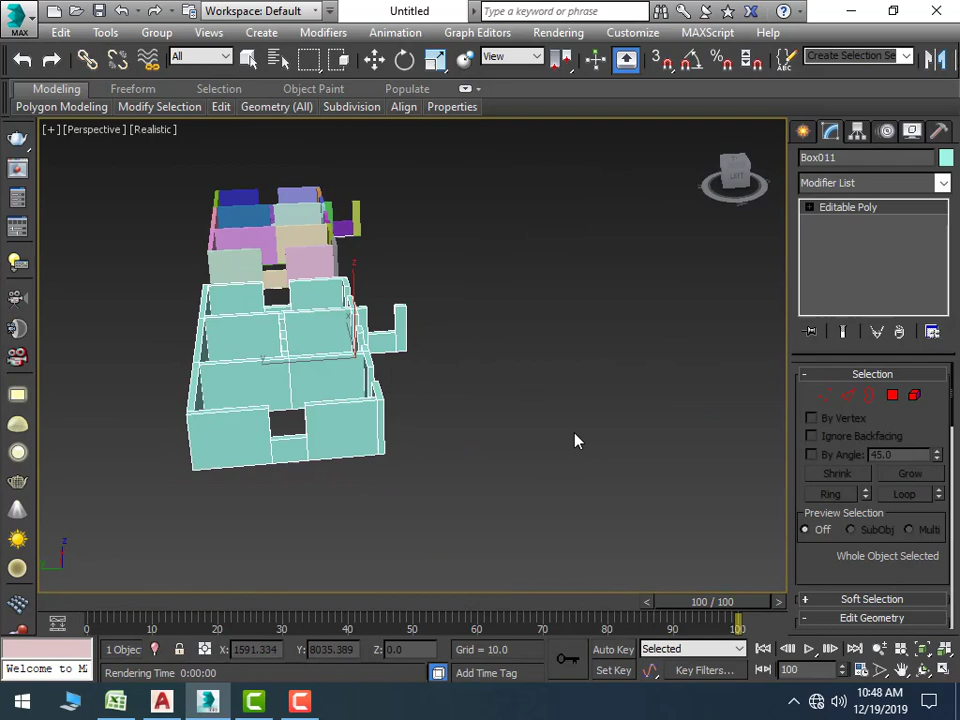 MAX
Workspace: Default
Untitled
Type a keyword or phrase
Edit Tools Group Views Create Modifiers Animation Graph Editors Rendering Customize MAXScript Help
All
View
Create Selection Se
Modeling Freeform Selection Object Paint Populate
Polygon Modeling Modify Selection Edit Geometry (All) Subdivision Align Properties
[+] [Perspective ] [Realistic ]
LEFT
Box011
Modifier List
Editable Poly
Selection
By Vertex
Ignore Backfacing
By Angle: 45.0
Shrink Grow
Ring Loop
Preview Selection
Off SubObj Multi
Whole Object Selected
Soft Selection
Edit Geometry
100 / 100
0 10 20 30 40 50 60 70 80 90 100
1 Objec X: 1591.334 Y: 8035.389 Z: 0.0 Grid = 10.0 Auto Key Selected
Welcome to M Rendering Time 0:00:00 Add Time Tag Set Key Key Filters... 100
10:48 AM
12/19/2019